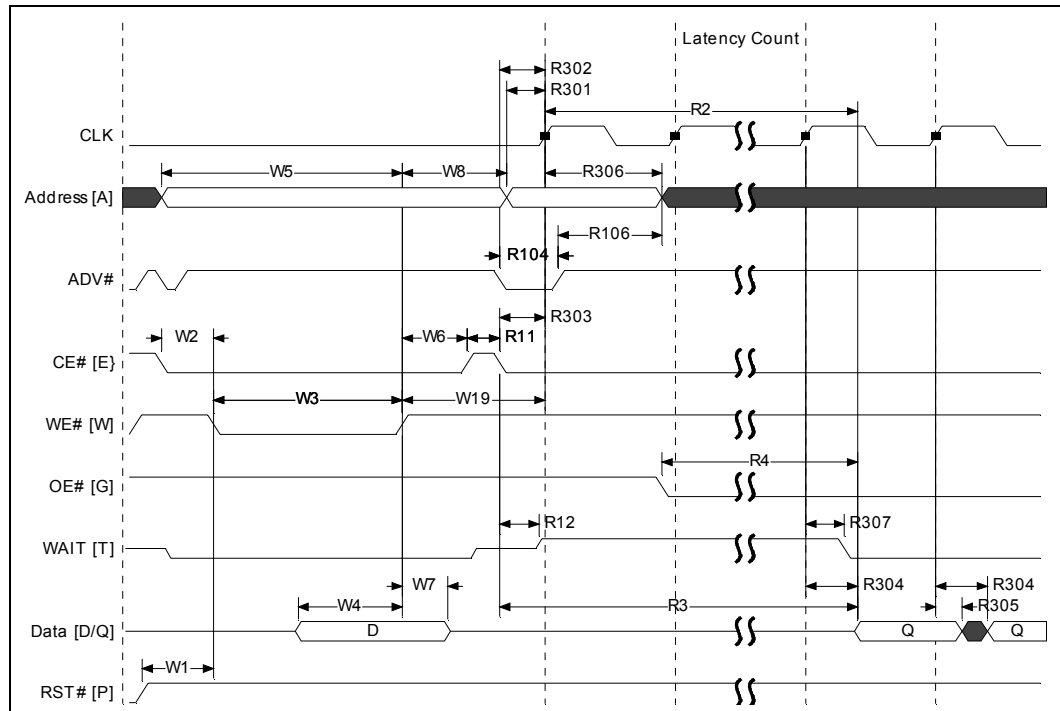 Latency Count
R302
R301
R2
CLK
W5
W8
R306
Address [A]
R106
R104
ADV#
R303
W2
W6
R11
CE# [E}
W3
W19
WE# [W]
R4
OE# [G]
R12
R307
WAIT [T]
W7
R304
R304
W4
R3
R305
Data [D/Q]
D
Q
Q
W1
RST# [P]